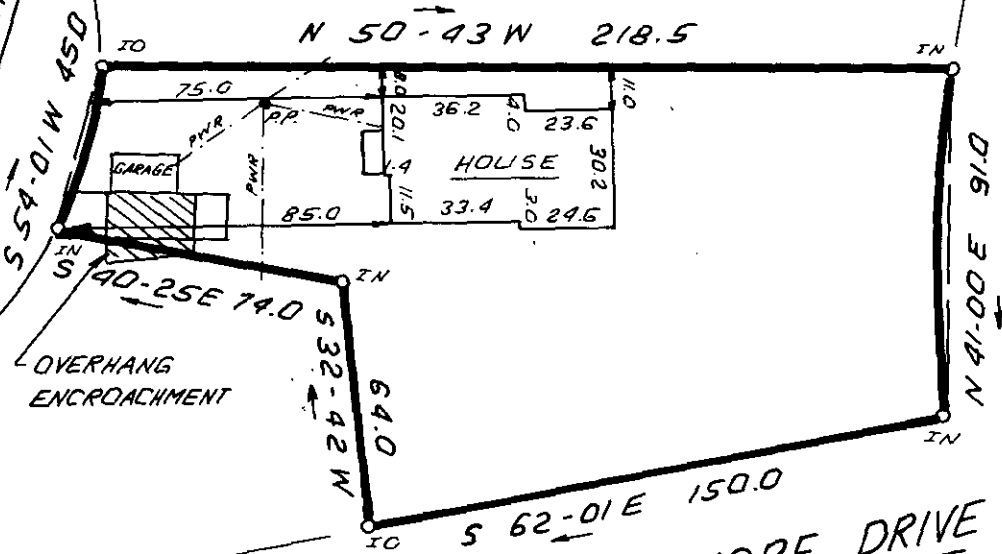 N 50-43 W 218.5
IO
IN
S 54-01 W 45.0
75.0
8.0
11.0
P.P.
PWR
PWR
PWR
20.1
36.2
4.0
23.6
GARAGE
HOUSE
1.4
30.2
11.5
85.0
33.4
3.0
24.6
N 41-00 E 91.0
IN
IN
S 40-25E 74.0
OVERHANG
ENCROACHMENT
S 32-42 W
64.0
IN
IO
S 62-01 E 150.0
DRIVE